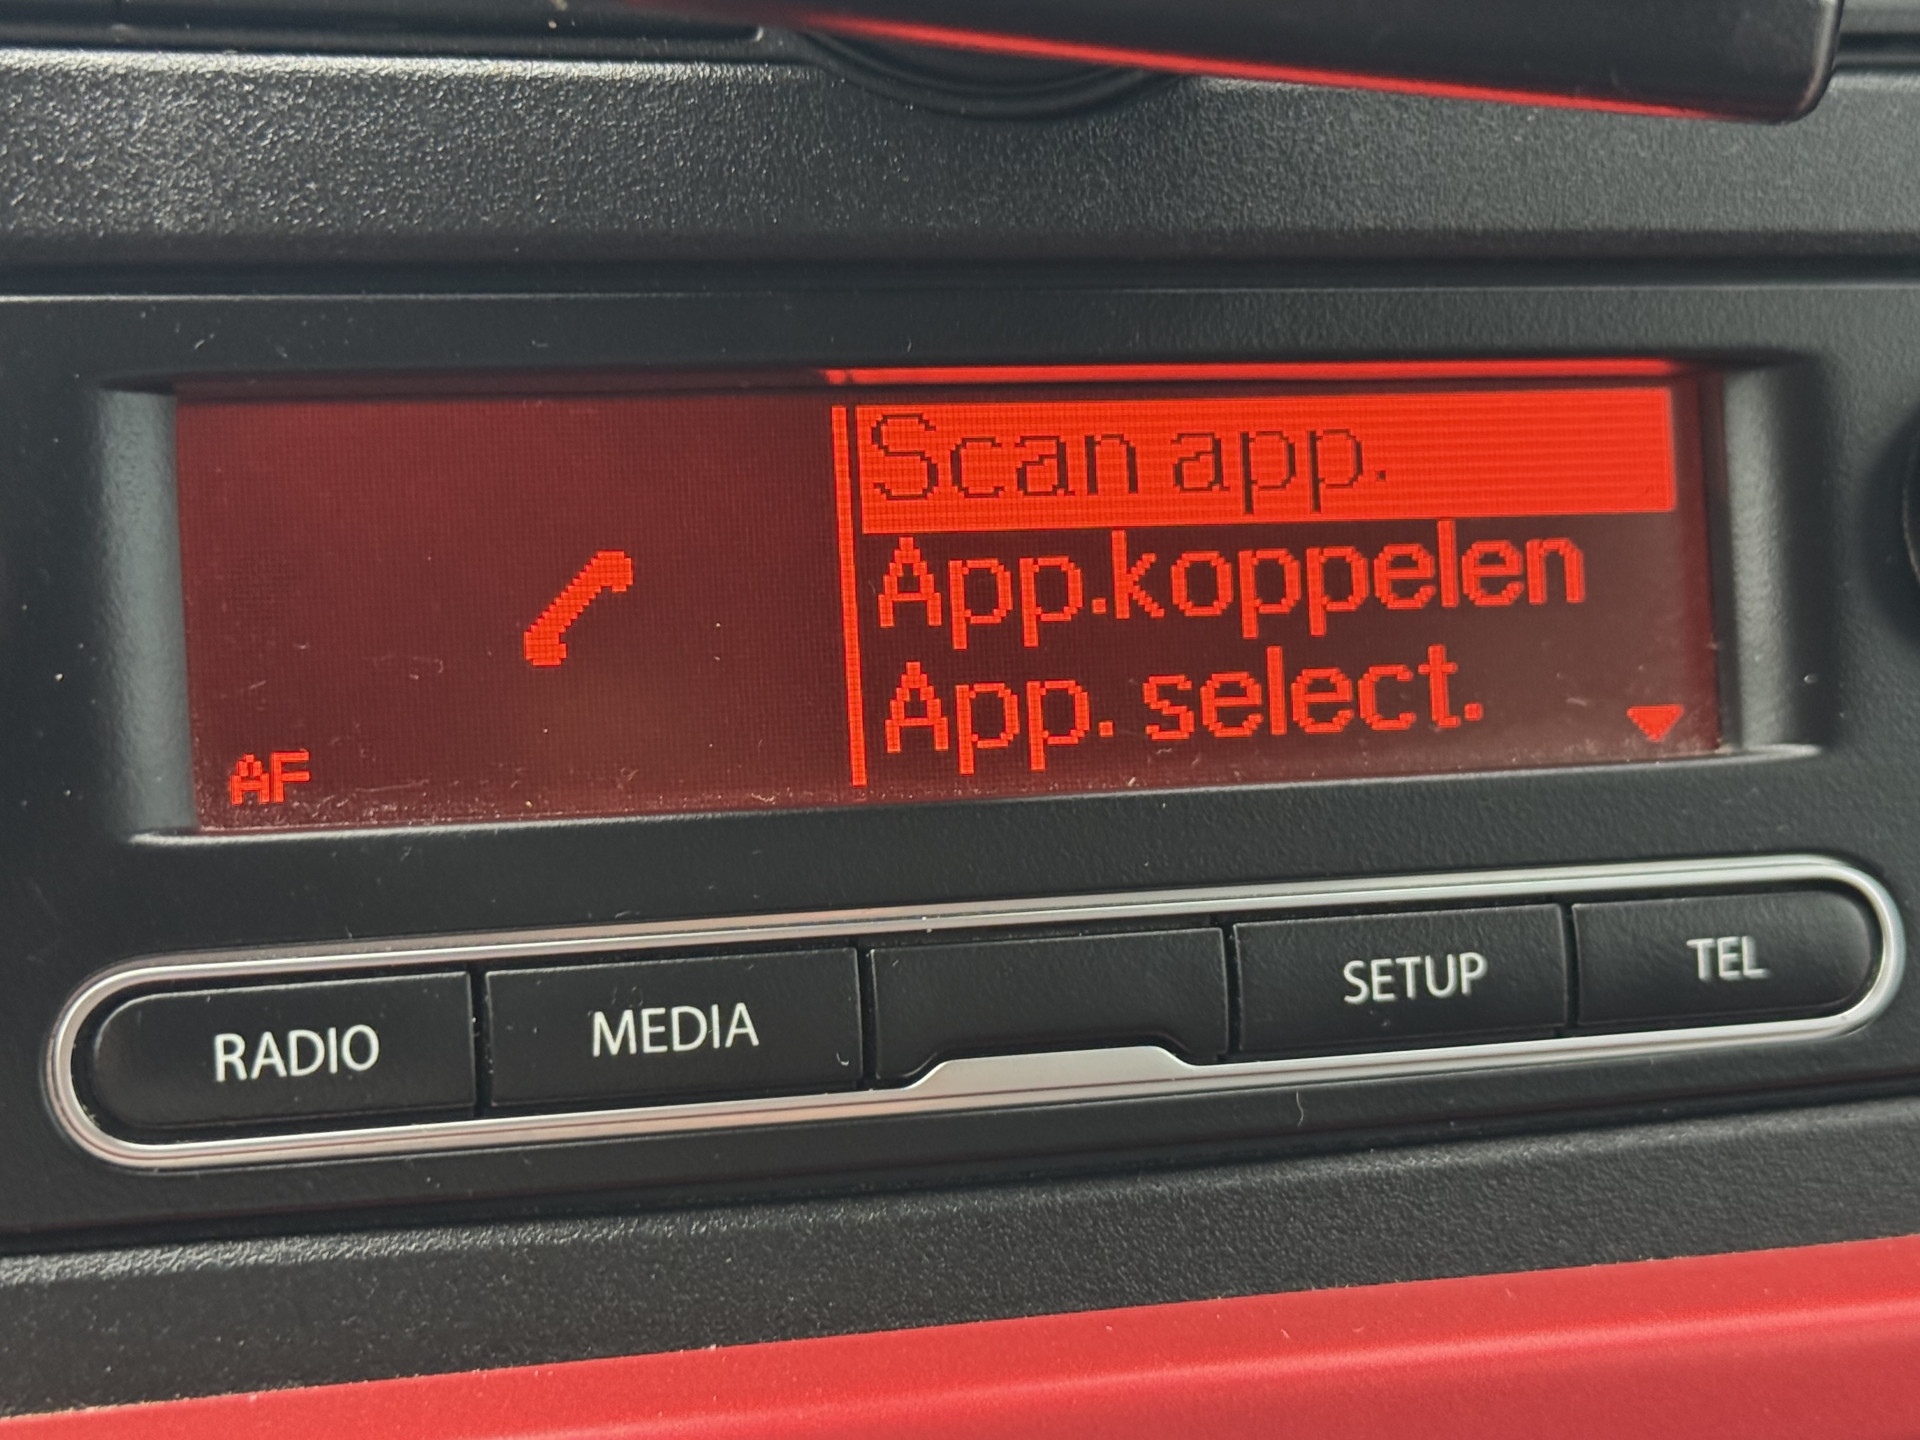 Scan app.
App.koppelen
App. select.
AF
RADIO
MEDIA
SETUP
TEL